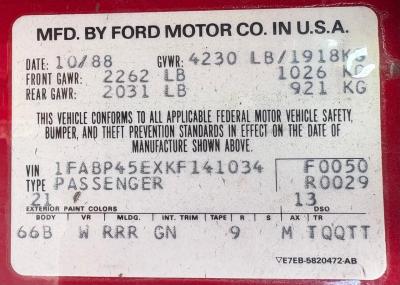 MFD. BY FORD MOTOR CO. IN U.S.A.
DATE: 10/88 GVWR: 4230 LB/1918KG
FRONT GAWR: 2262 LB 1026 KG
REAR GAWR: 2031 LB 921 KG
THIS VEHICLE CONFORMS TO ALL APPLICABLE FEDERAL MOTOR VEHICLE SAFETY,
BUMPER, AND THEFT PREVENTION STANDARDS IN EFFECT ON THE DATE OF
MANUFACTURE SHOWN ABOVE.
VIN 1FABP45EXKF141034 F0050
TYPE PASSENGER R0029
21 13
EXTERIOR PAINT COLORS DSO
BODY VR MLDG. INT. TRIM TAPE R S AX TR
66B W RRR GN 9 M TQQTT
▽E7EB-5820472-AB